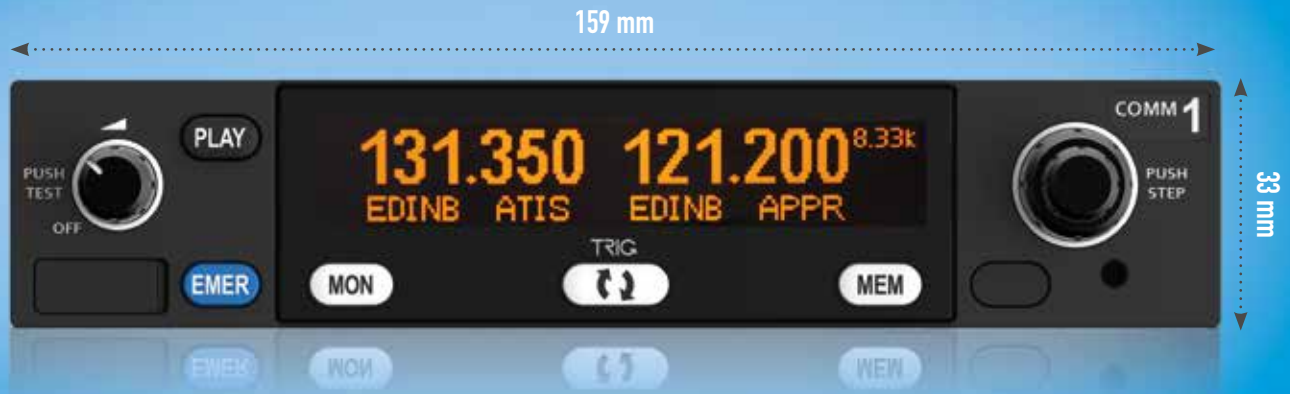 159 mm
COMM 1
PLAY
131.350 121.200 8.33k
PUSH
TEST
PUSH
STEP
33 mm
EDINB ATIS EDINB APPR
OFF
TRIG
EMER
MON
MEM